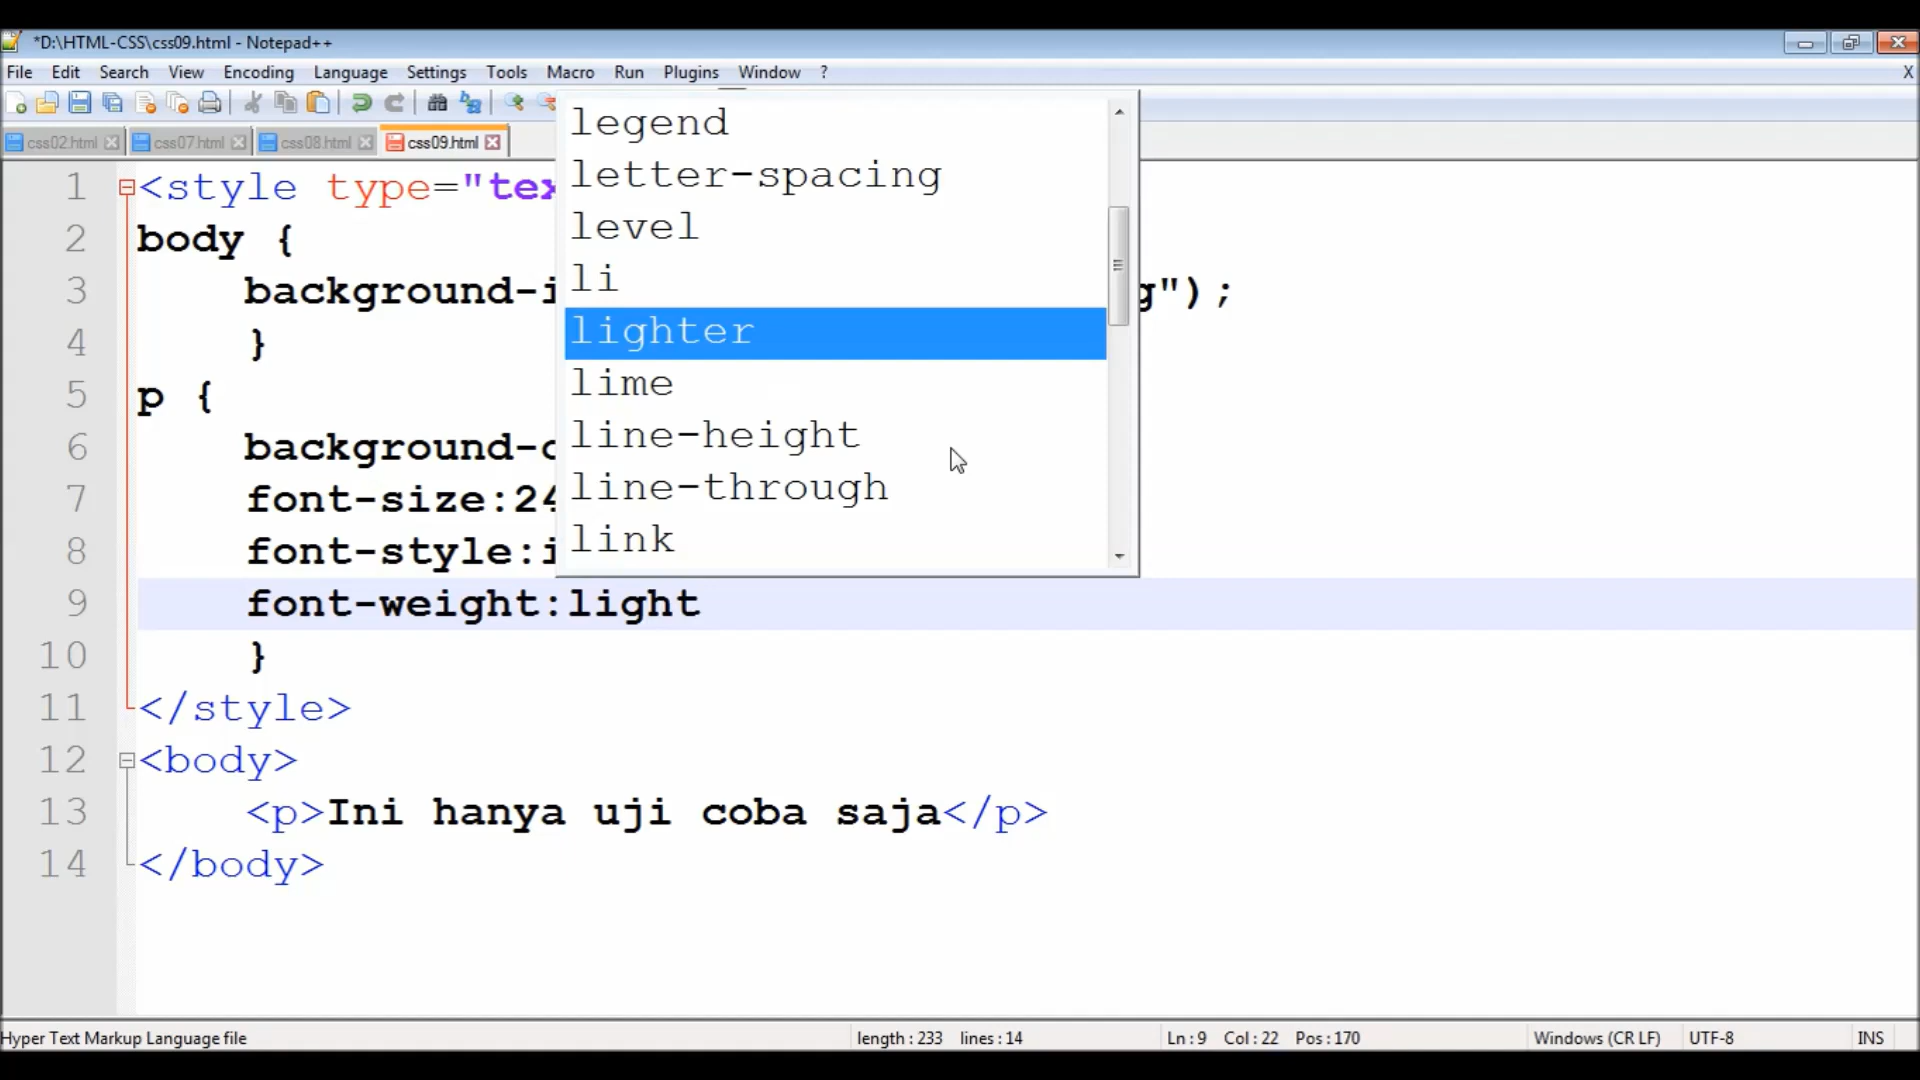 *D:\HTML-CSS\css09.html - Notepad++
File Edit Search View Encoding Language Settings Tools Macro Run Plugins Window ? X
css02.html css07.html css08.html css09.html
legend
letter-spacing
level
li
lighter
lime
line-height
line-through
link
1 <style type="tex
2 body {
3 background-i g");
4 }
5 p {
6 background-c
7 font-size:24
8 font-style:i
9 font-weight:light
10 }
11 </style>
12 <body>
13 <p>Ini hanya uji coba saja</p>
14 </body>
Hyper Text Markup Language file length : 233 lines : 14 Ln : 9 Col : 22 Pos : 170 Windows (CR LF) UTF-8 INS